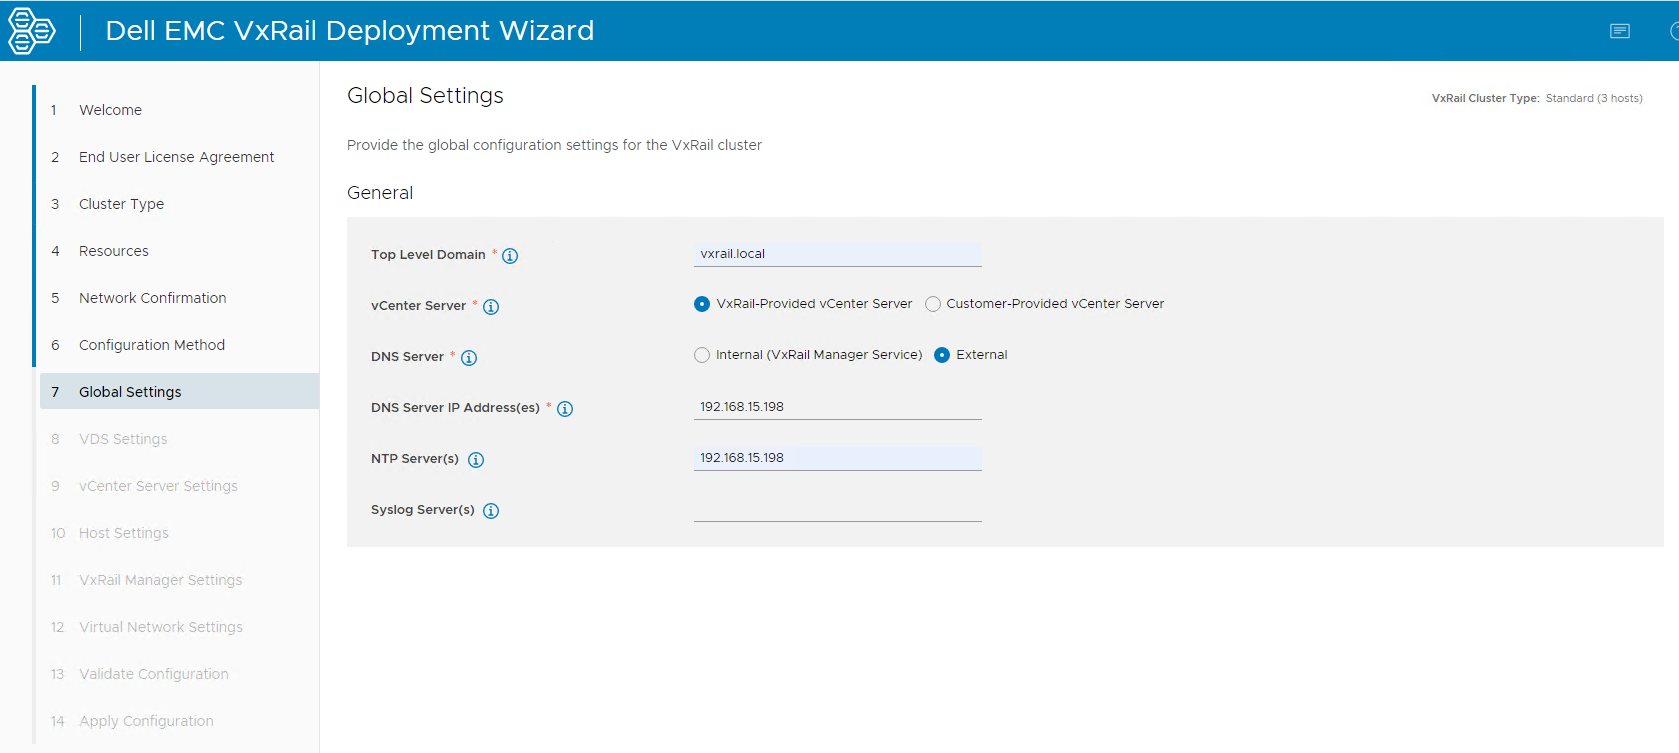 Dell EMC VxRail Deployment Wizard
1 Welcome
2 End User License Agreement
3 Cluster Type
4 Resources
5 Network Confirmation
6 Configuration Method
7 Global Settings
8 VDS Settings
9 vCenter Server Settings
10 Host Settings
11 VxRail Manager Settings
12 Virtual Network Settings
13 Validate Configuration
14 Apply Configuration
Global Settings
VxRail Cluster Type: Standard (3 hosts)
Provide the global configuration settings for the VxRail cluster
General
Top Level Domain * vxrail.local
vCenter Server * VxRail-Provided vCenter Server Customer-Provided vCenter Server
DNS Server * Internal (VxRail Manager Service) External
DNS Server IP Address(es) * 192.168.15.198
NTP Server(s) 192.168.15.198
Syslog Server(s)